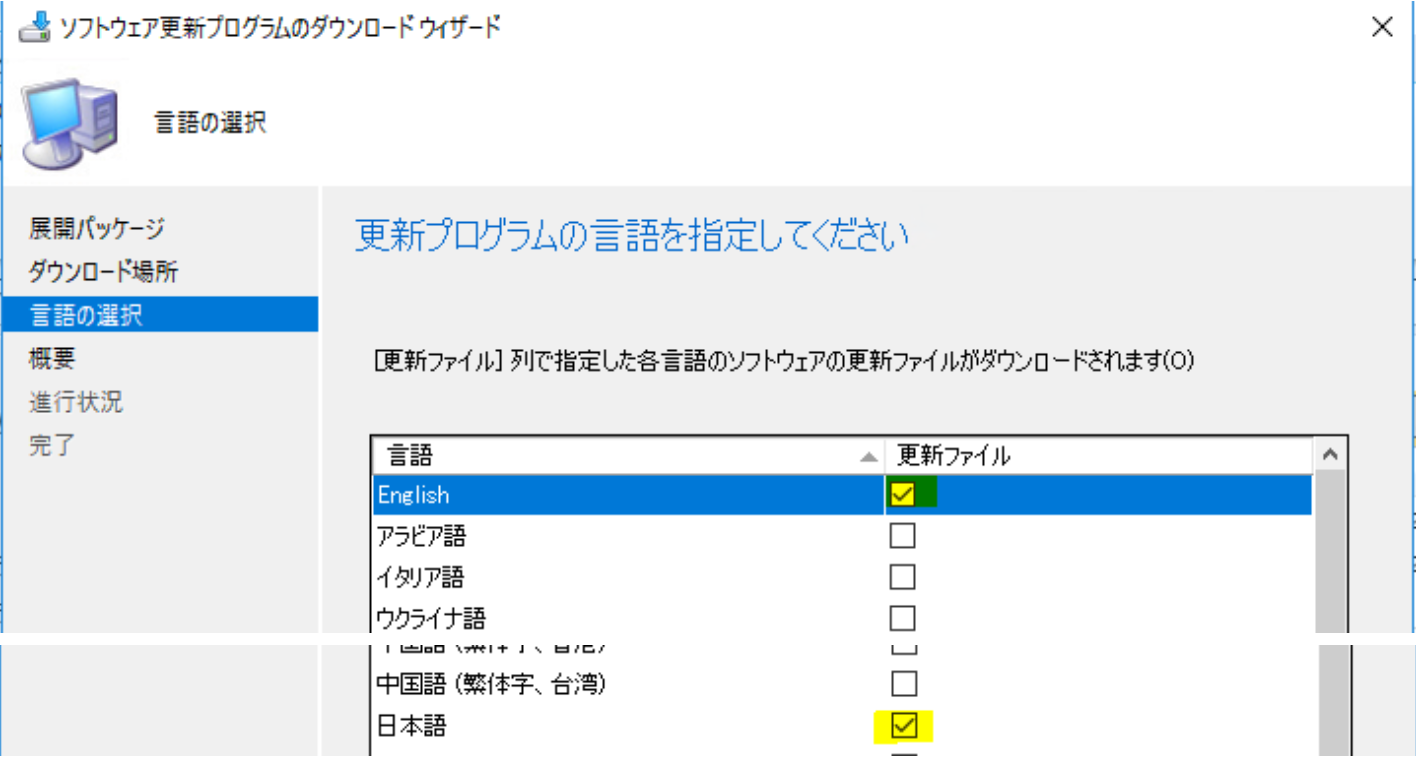 ソフトウェア更新プログラムのダウンロード ウィザード
言語の選択
展開パッケージ
ダウンロード場所
言語の選択
概要
進行状況
完了
更新プログラムの言語を指定してください
[更新ファイル] 列で指定した各言語のソフトウェアの更新ファイルがダウンロードされます(O)
言語 更新ファイル
English
アラビア語
イタリア語
ウクライナ語
中国語 (繁体字、台湾)
日本語